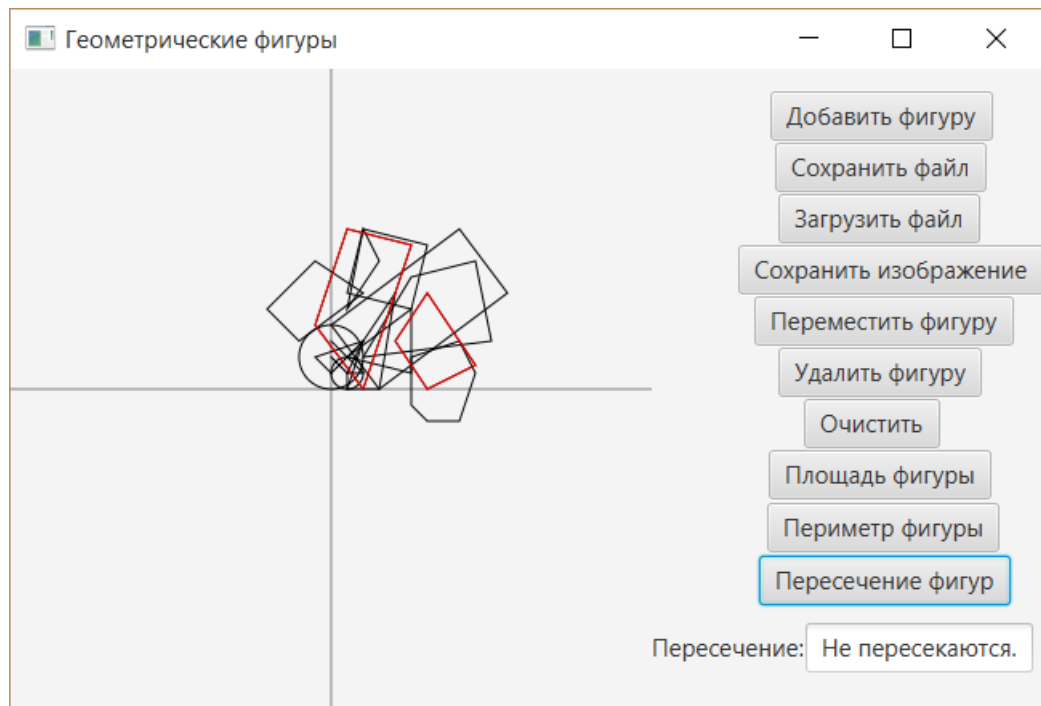 Геометрические фигуры
Добавить фигуру
Сохранить файл
Загрузить файл
Сохранить изображение
Переместить фигуру
Удалить фигуру
Очистить
Площадь фигуры
Периметр фигуры
Пересечение фигур
Пересечение: Не пересекаются.